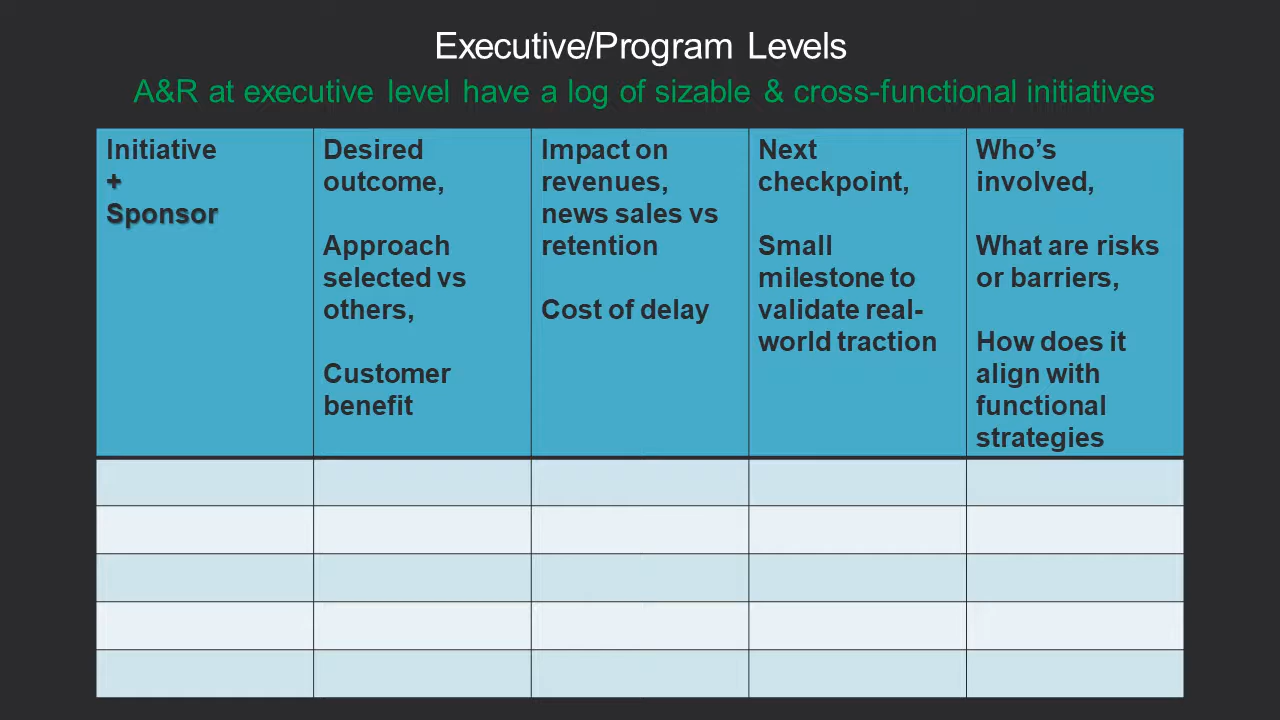 Executive/Program Levels
A&R at executive level have a log of sizable & cross-functional initiatives
Initiative
+
Sponsor
Desired
outcome,
Approach
selected vs
others,
Customer
benefit
Impact on
revenues,
news sales vs
retention
Cost of delay
Next
checkpoint,
Small
milestone to
validate real-
world traction
Who’s
involved,
What are risks
or barriers,
How does it
align with
functional
strategies